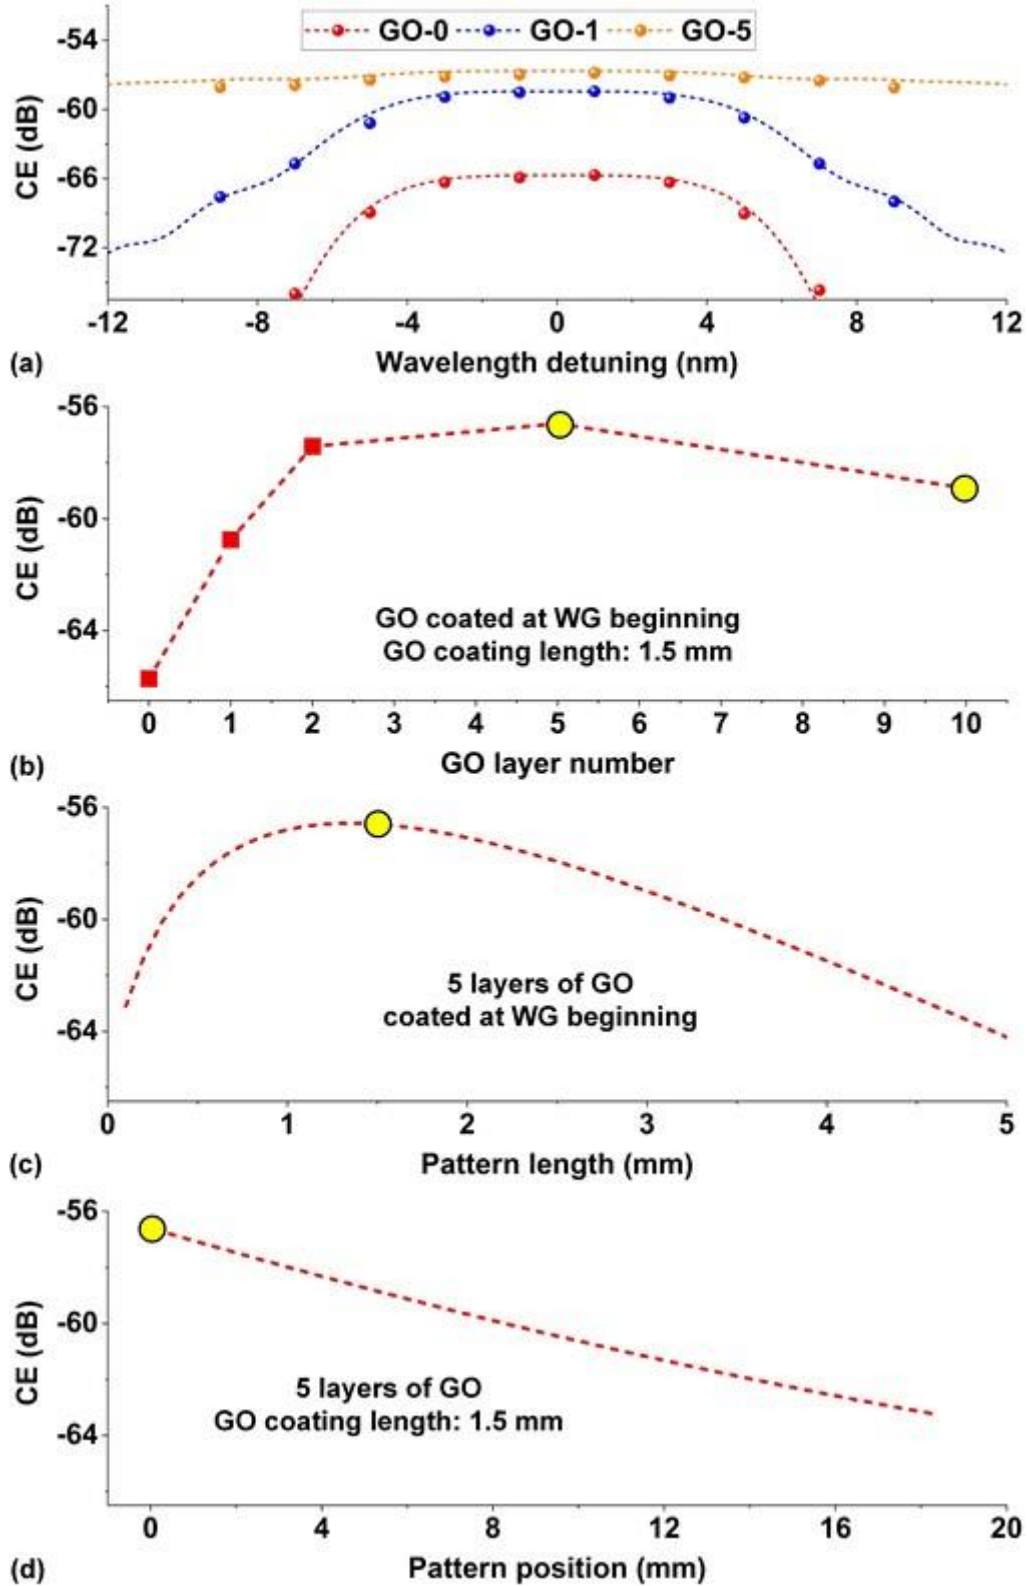 GO-0 GO-1 GO-5
-54
-60
-66
-72
CE (dB)
-12 -8 -4 0 4 8 12
(a) Wavelength detuning (nm)
-56
-60
-64
CE (dB)
GO coated at WG beginning
GO coating length: 1.5 mm
0 1 2 3 4 5 6 7 8 9 10
(b) GO layer number
-56
-60
-64
CE (dB)
5 layers of GO
coated at WG beginning
0 1 2 3 4 5
(c) Pattern length (mm)
-56
-60
-64
CE (dB)
5 layers of GO
GO coating length: 1.5 mm
0 4 8 12 16 20
(d) Pattern position (mm)